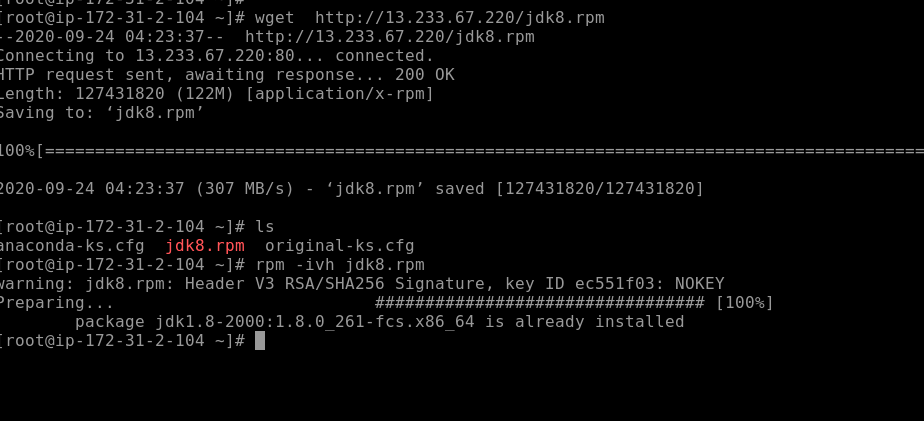 [root@ip-172-31-2-104 ~]#
[root@ip-172-31-2-104 ~]# wget  http://13.233.67.220/jdk8.rpm
--2020-09-24 04:23:37--  http://13.233.67.220/jdk8.rpm
Connecting to 13.233.67.220:80... connected.
HTTP request sent, awaiting response... 200 OK
Length: 127431820 (122M) [application/x-rpm]
Saving to: ‘jdk8.rpm’
100%[========================================================================================
2020-09-24 04:23:37 (307 MB/s) - ‘jdk8.rpm’ saved [127431820/127431820]
[root@ip-172-31-2-104 ~]# ls
anaconda-ks.cfg  jdk8.rpm  original-ks.cfg
[root@ip-172-31-2-104 ~]# rpm -ivh jdk8.rpm
warning: jdk8.rpm: Header V3 RSA/SHA256 Signature, key ID ec551f03: NOKEY
Preparing...                          ################################# [100%]
        package jdk1.8-2000:1.8.0_261-fcs.x86_64 is already installed
[root@ip-172-31-2-104 ~]#